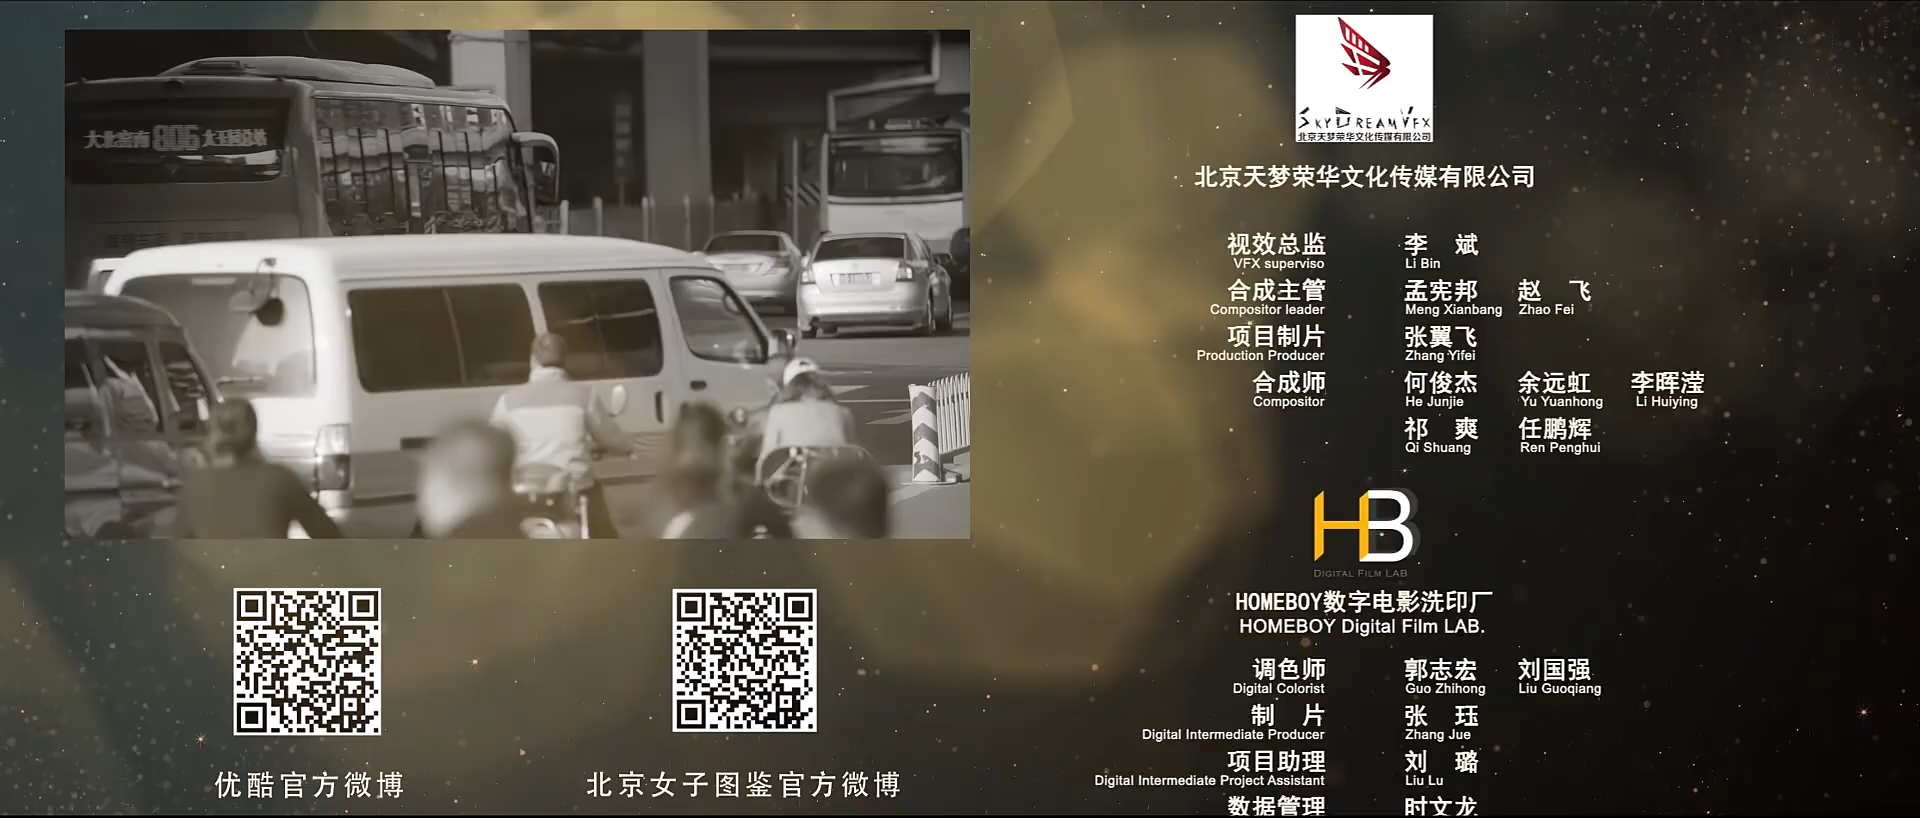 806
SKYDREAMVFX
北京天梦荣华文化传媒有限公司
北京天梦荣华文化传媒有限公司
视效总监 李 斌
VFX superviso Li Bin
合成主管 孟宪邦 赵 飞
Compositor leader Meng Xianbang Zhao Fei
项目制片 张翼飞
Production Producer Zhang Yifei
合成师 何俊杰 余远虹 李晖滢
Compositor He Junjie Yu Yuanhong Li Huiying
祁 爽 任鹏辉
Qi Shuang Ren Penghui
HB
DIGITAL FILM LAB
HOMEBOY数字电影洗印厂
HOMEBOY Digital Film LAB.
调色师 郭志宏 刘国强
Digital Colorist Guo Zhihong Liu Guoqiang
制 片 张 珏
Digital Intermediate Producer Zhang Jue
项目助理 刘 璐
Digital Intermediate Project Assistant Liu Lu
数据管理 时文龙
优酷官方微博
北京女子图鉴官方微博